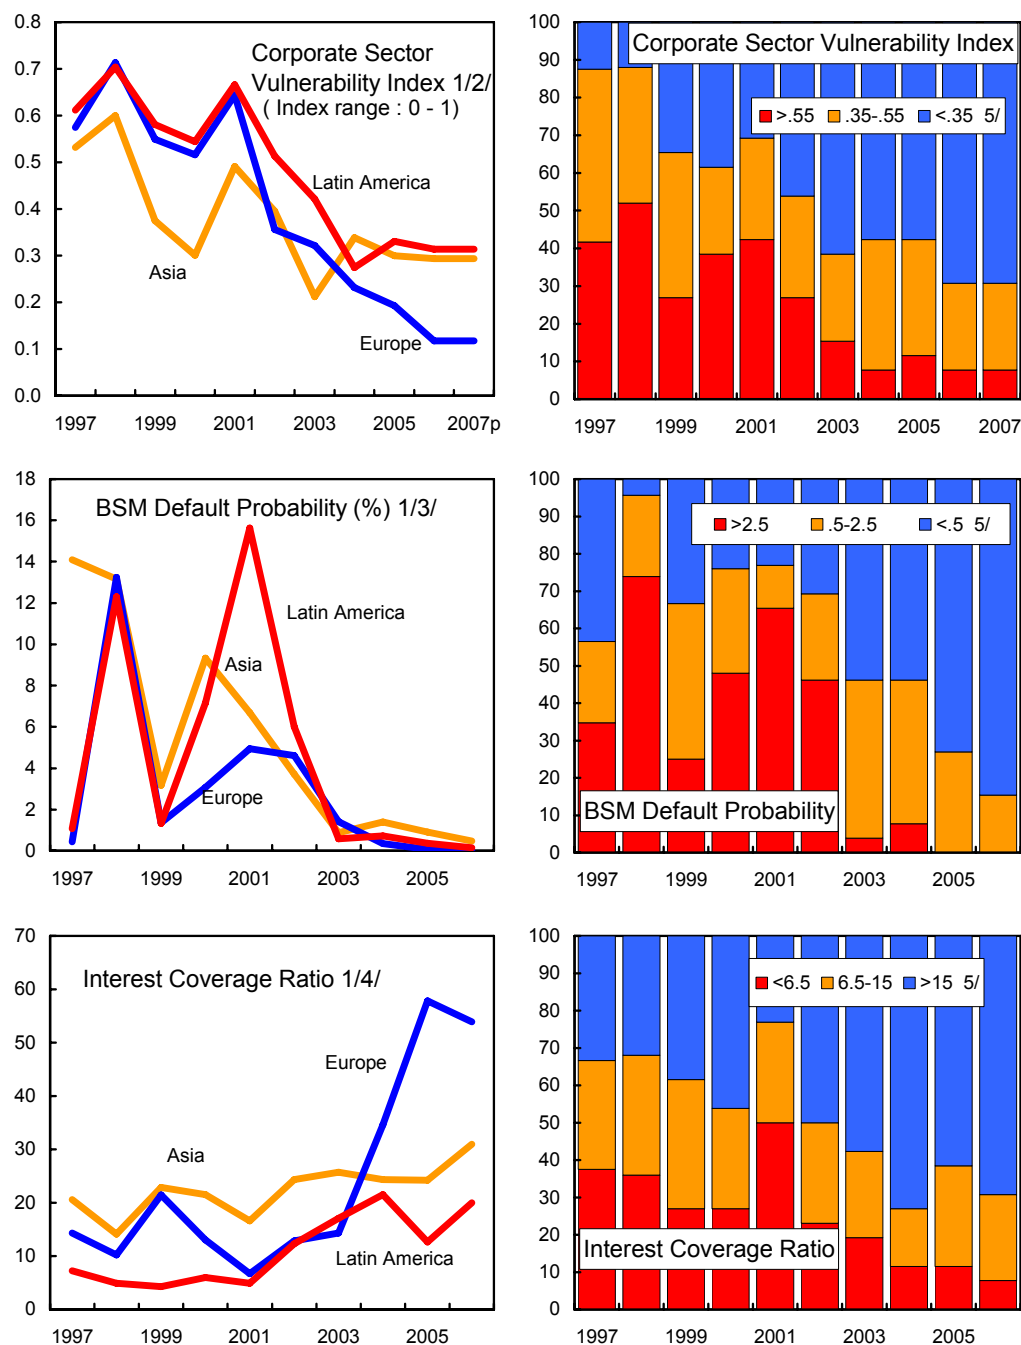 0.8
0.7
0.6
0.5
0.4
0.3
0.2
0.1
0.0
Corporate Sector
Vulnerability Index 1/2/
( Index range : 0 - 1)
Latin America
Asia
Europe
1997 1999 2001 2003 2005 2007p
100
90
80
70
60
50
40
30
20
10
0
Corporate Sector Vulnerability Index
>.55 .35-.55 <.35 5/
1997 1999 2001 2003 2005 2007
18
16
14
12
10
8
6
4
2
0
BSM Default Probability (%) 1/3/
Latin America
Asia
Europe
1997 1999 2001 2003 2005
100
90
80
70
60
50
40
30
20
10
0
>2.5 .5-2.5 <.5 5/
BSM Default Probability
1997 1999 2001 2003 2005
70
60
50
40
30
20
10
0
Interest Coverage Ratio 1/4/
Europe
Asia
Latin America
1997 1999 2001 2003 2005
100
90
80
70
60
50
40
30
20
10
0
<6.5 6.5-15 >15 5/
Interest Coverage Ratio
1997 1999 2001 2003 2005